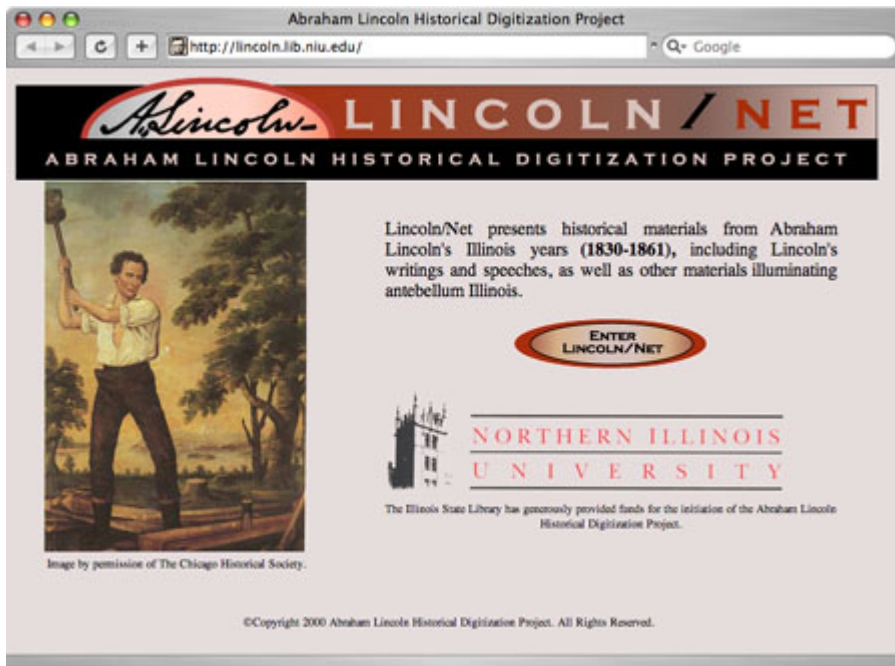 Abraham Lincoln Historical Digitization Project
http://lincoln.lib.niu.edu/
Google
A. Lincoln
LINCOLN/NET
ABRAHAM LINCOLN HISTORICAL DIGITIZATION PROJECT
Lincoln/Net presents historical materials from Abraham
Lincoln's Illinois years (1830-1861), including Lincoln's
writings and speeches, as well as other materials illuminating
antebellum Illinois.
ENTER
LINCOLN/NET
NORTHERN ILLINOIS
UNIVERSITY
The Illinois State Library has generously provided funds for the initiation of the Abraham Lincoln
Historical Digitization Project.
Image by permission of The Chicago Historical Society.
©Copyright 2000 Abraham Lincoln Historical Digitization Project. All Rights Reserved.